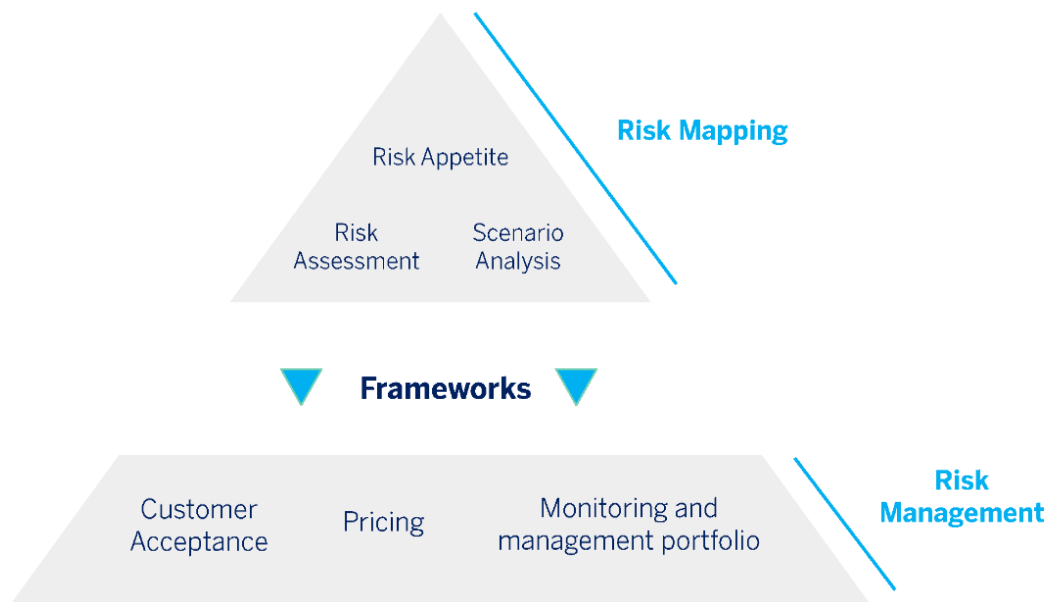 Risk Mapping
Risk Appetite
Risk
Assessment
Scenario
Analysis
Frameworks
Customer
Acceptance
Pricing
Monitoring and
management portfolio
Risk
Management